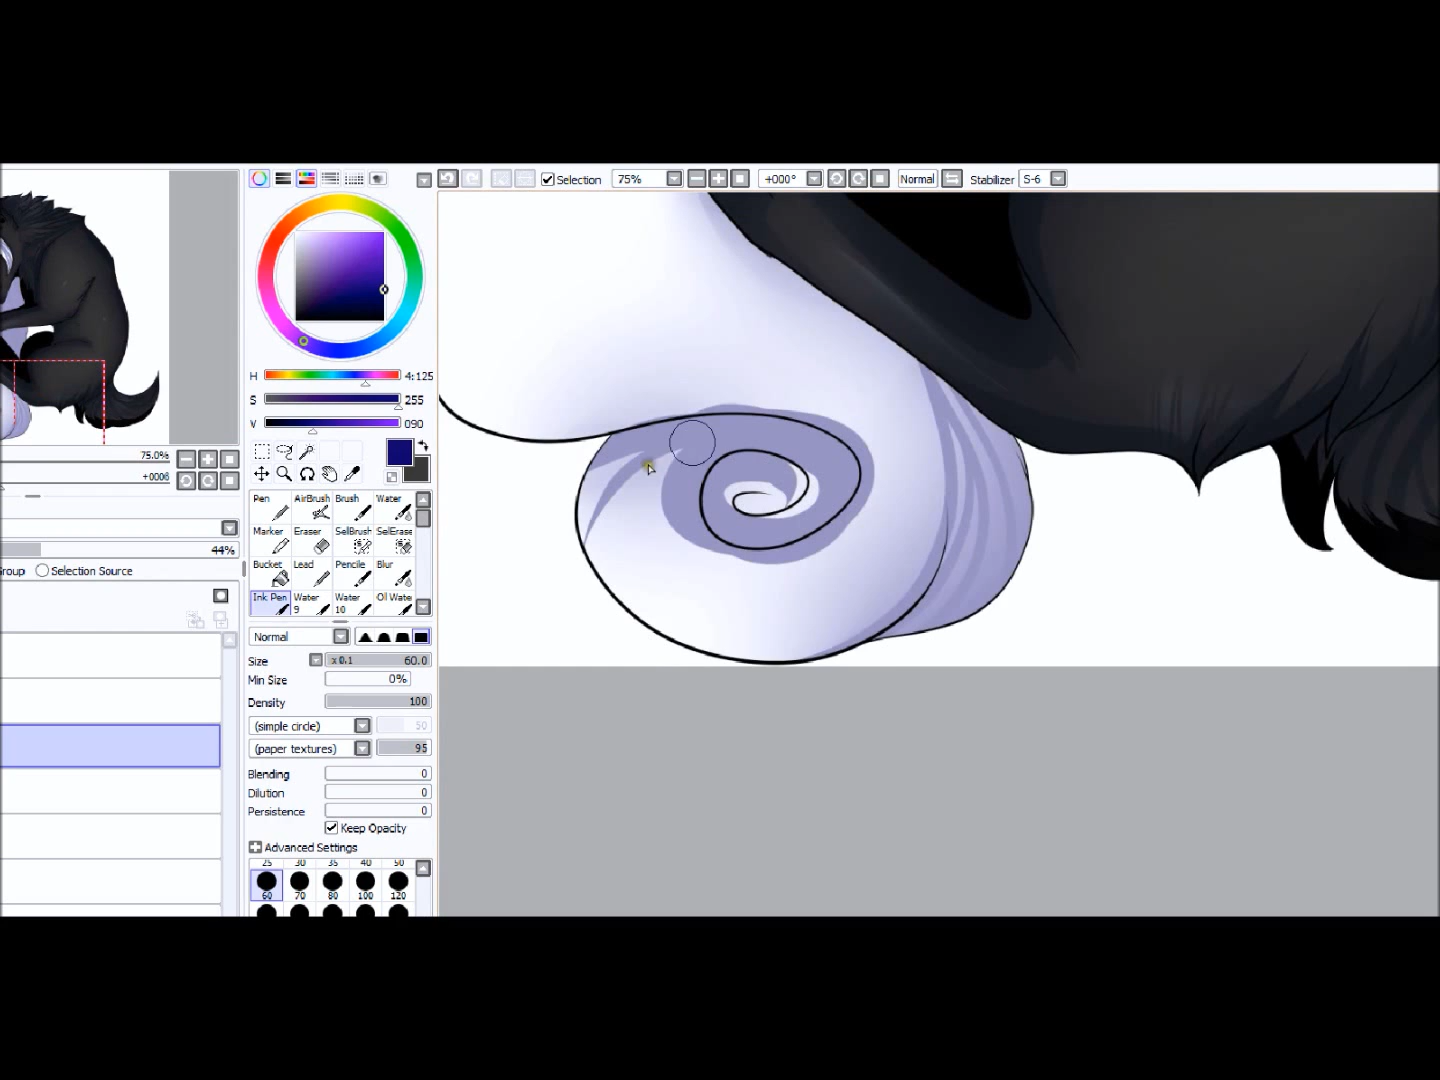 Selection 75% +000° Normal Stabilizer S-6
H 4:125
S 255
V 090
75.0%
+0006
44%
roup Selection Source
Pen AirBrush Brush Water
Marker Eraser SelBrush SelErase
Bucket Lead Pencile Blur
Ink Pen Water 9 Water 10 Oil Wate
Normal
Size x 0.1 60.0
Min Size 0%
Density 100
(simple circle) 50
(paper textures) 95
Blending 0
Dilution 0
Persistence 0
Keep Opacity
Advanced Settings
25 30 35 40 50
60 70 80 100 120